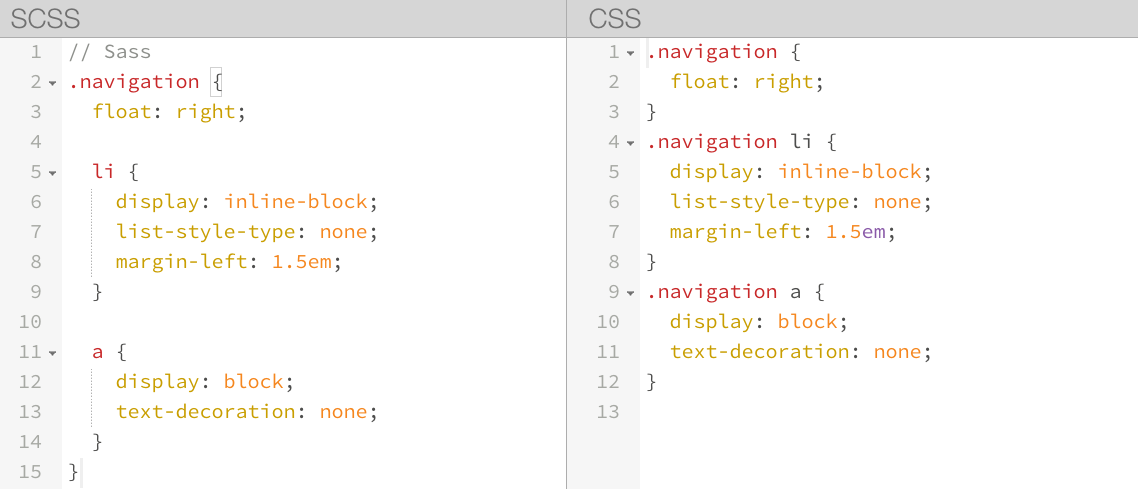 SCSS
1 // Sass
2 .navigation {
3   float: right;
4
5   li {
6     display: inline-block;
7     list-style-type: none;
8     margin-left: 1.5em;
9   }
10
11   a {
12     display: block;
13     text-decoration: none;
14   }
15 }
CSS
1 .navigation {
2   float: right;
3 }
4 .navigation li {
5   display: inline-block;
6   list-style-type: none;
7   margin-left: 1.5em;
8 }
9 .navigation a {
10   display: block;
11   text-decoration: none;
12 }
13